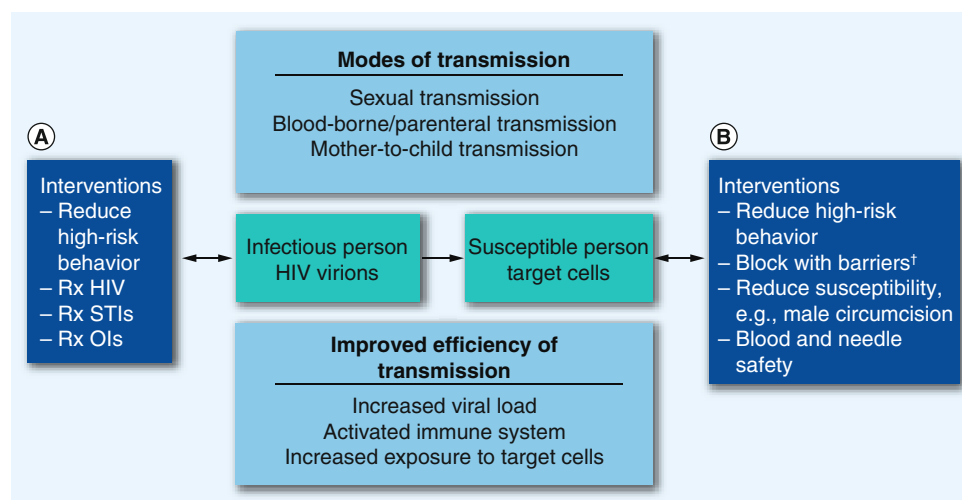 Modes of transmission
Sexual transmission
Blood-borne/parenteral transmission
Mother-to-child transmission
A
Interventions
– Reduce
high-risk
behavior
– Rx HIV
– Rx STIs
– Rx OIs
Infectious person
HIV virions
Susceptible person
target cells
B
Interventions
– Reduce high-risk
behavior
– Block with barriers†
– Reduce susceptibility,
e.g., male circumcision
– Blood and needle
safety
Improved efficiency of
transmission
Increased viral load
Activated immune system
Increased exposure to target cells